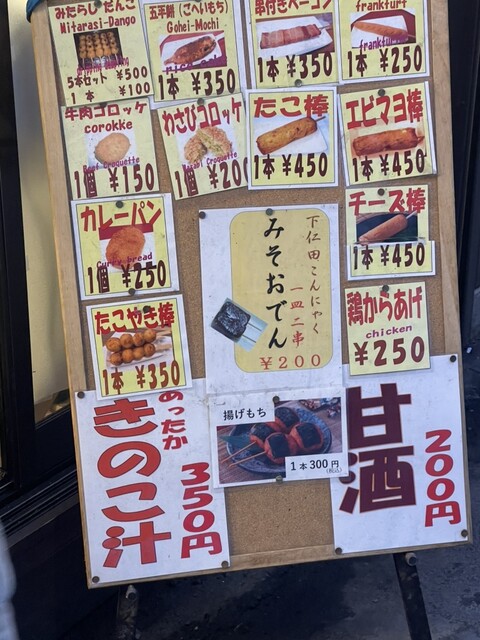 みたらしだんご
Mitarasi-Dango
5本セット ¥500
1本 ¥100
五平餅(ごへいもち)
Gohei-Mochi
1本 ¥350
串付きベーコン
1本 ¥350
frankfurt
frankfurt
1本 ¥250
牛肉コロッケ
corokke
Beef Croquette
1個 ¥150
わさびコロッケ
Wasabi Croquette
1個 ¥200
たこ棒
1本 ¥450
エビマヨ棒
1本 ¥450
カレーパン
Curry bread
1個 ¥250
チーズ棒
1本 ¥450
たこやき棒
1本 ¥350
下仁田こんにゃく
みそおでん
一皿二串
¥200
鶏からあげ
chicken
¥250
あったか
きのこ汁
350円
揚げもち
1本300円
(税込)
甘酒
200円